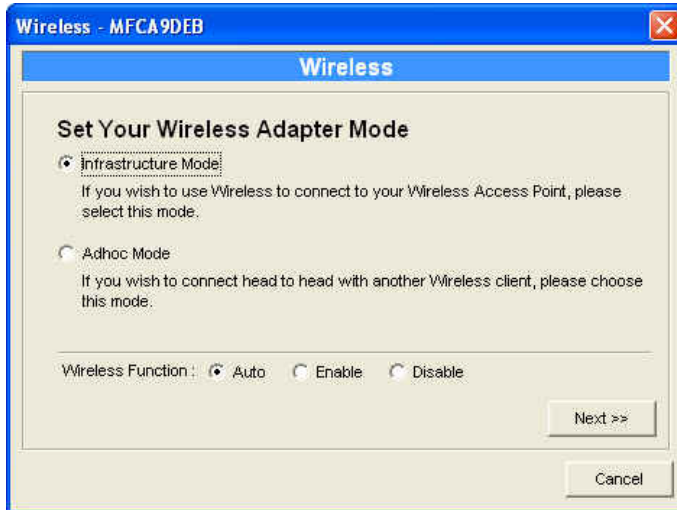 Wireless - MFCA9DEB
Wireless
Set Your Wireless Adapter Mode
Infrastructure Mode
If you wish to use Wireless to connect to your Wireless Access Point, please
select this mode.
Adhoc Mode
If you wish to connect head to head with another Wireless client, please choose
this mode.
Wireless Function : Auto Enable Disable
Next >>
Cancel